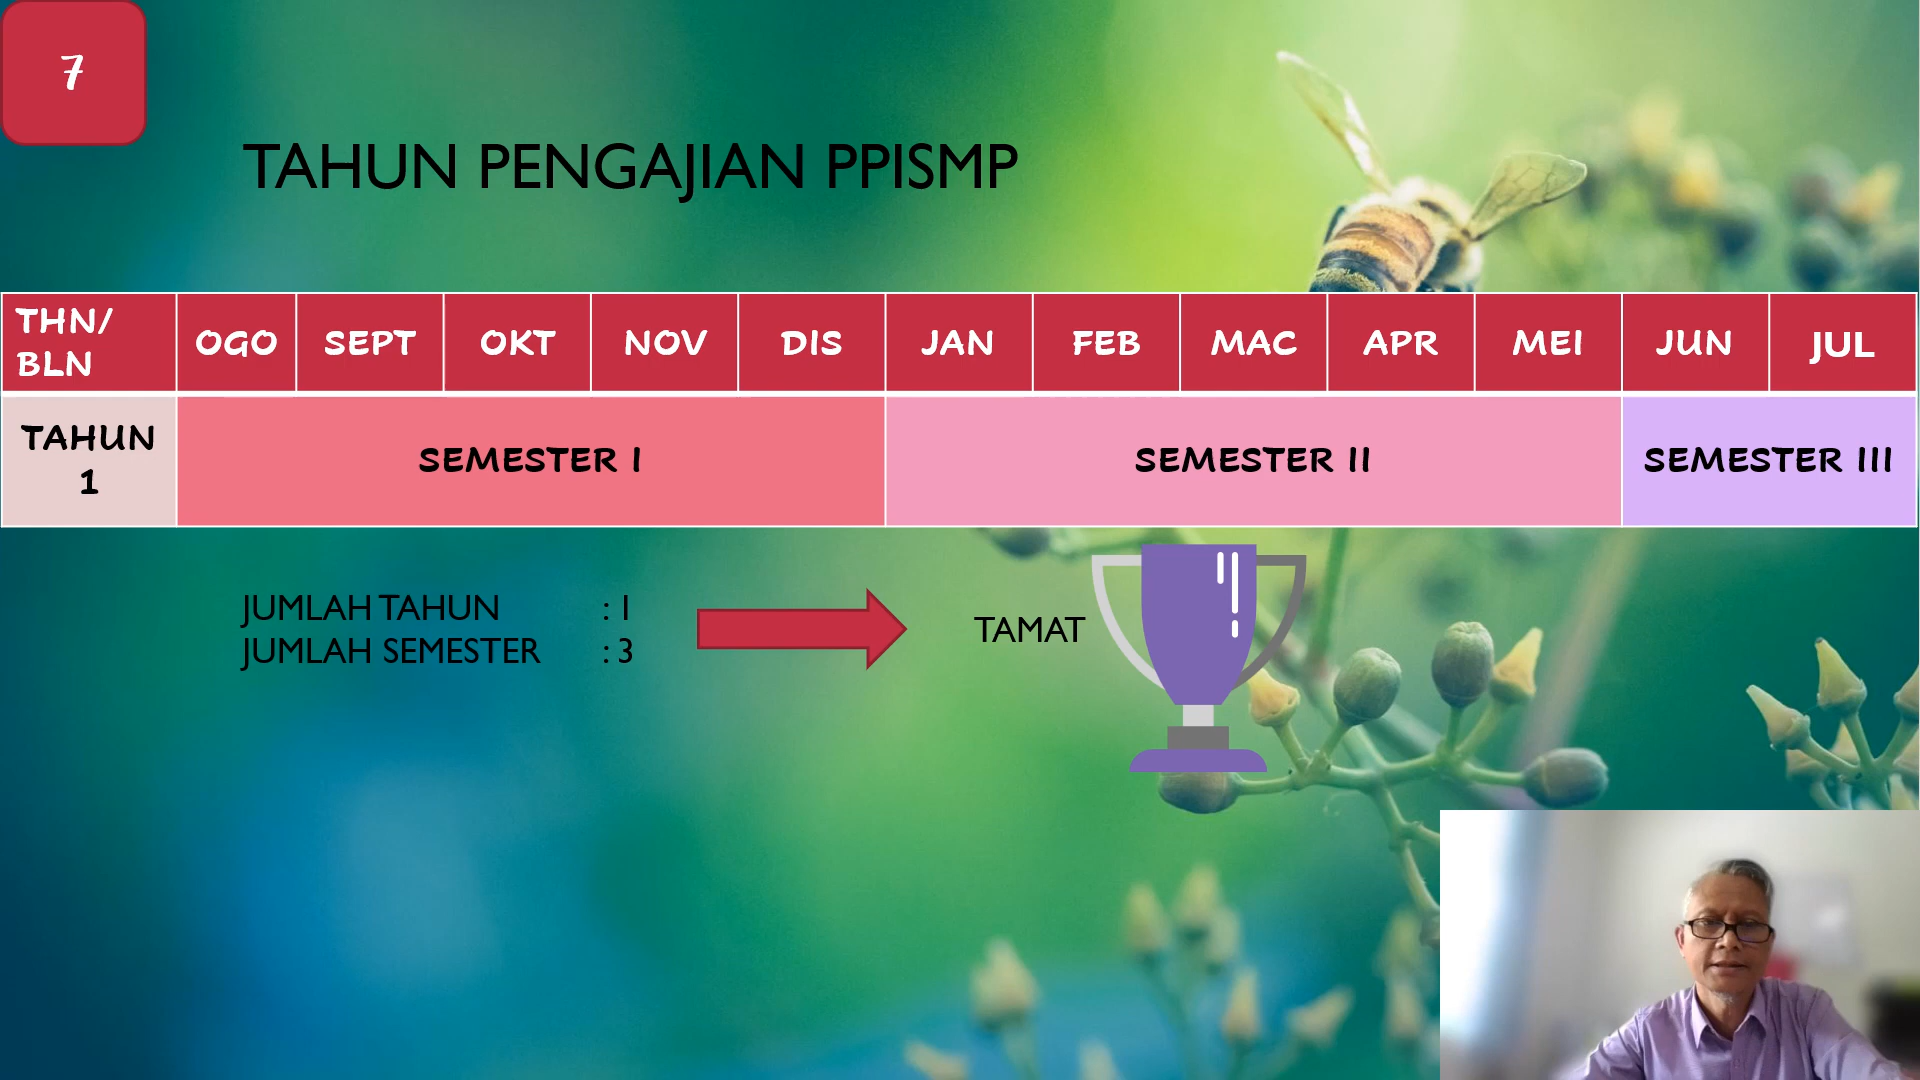 7
TAHUN PENGAJIAN PPISMP
THN/
BLN
OGO
SEPT
OKT
NOV
DIS
JAN
FEB
MAC
APR
MEI
JUN
JUL
TAHUN
1
SEMESTER I
SEMESTER II
SEMESTER III
JUMLAH TAHUN : 1
JUMLAH SEMESTER : 3
TAMAT